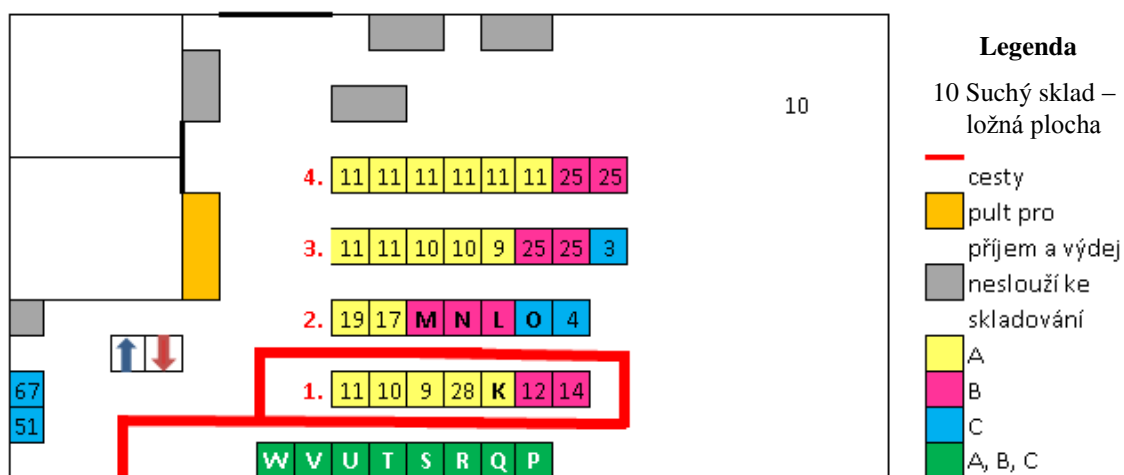 Legenda
10 Suchý sklad –
ložná plocha
10
cesty
pult pro
příjem a výdej
neslouží ke
skladování
A
B
C
A, B, C
4. 11 11 11 11 11 11 25 25
3. 11 11 10 10 9 25 25 3
2. 19 17 M N L O 4
1. 11 10 9 28 K 12 14
67
51
W V U T S R Q P